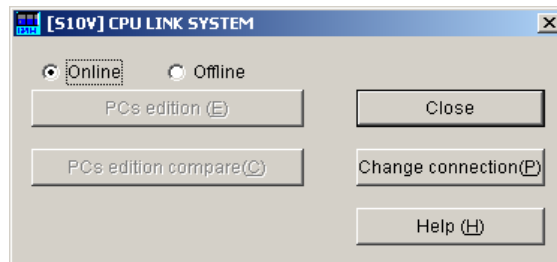 [S10V] CPU LINK SYSTEM
Online Offline
PCs edition (E) Close
PCs edition compare(C) Change connection(P)
Help (H)